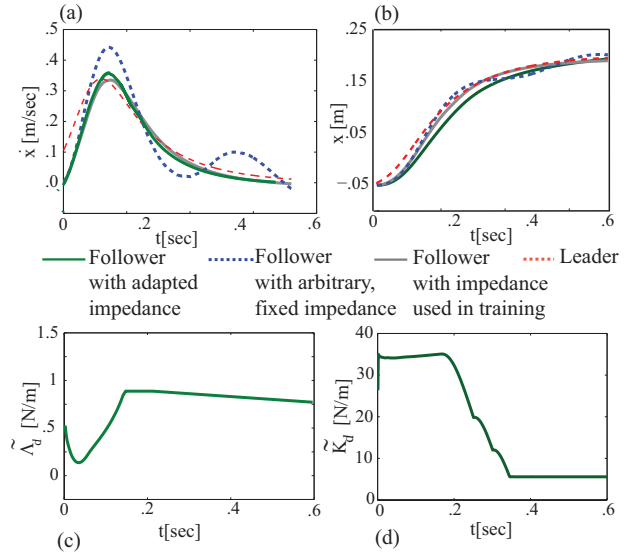 (a)
(b)
.5
.4
.3
.2
.1
.0
ẋ [m/sec]
0
.2
.4
.6
t[sec]
.25
.15
.05
−.05
x [m]
0
.2
.4
.6
t[sec]
Follower with adapted impedance
Follower with arbitrary, fixed impedance
Follower with impedance used in training
Leader
1.5
1
.5
0
Λ̃d [N/m]
0
.2
.4
.6
t[sec]
(c)
40
30
20
10
0
K̃d [N/m]
0
.2
.4
.6
t[sec]
(d)